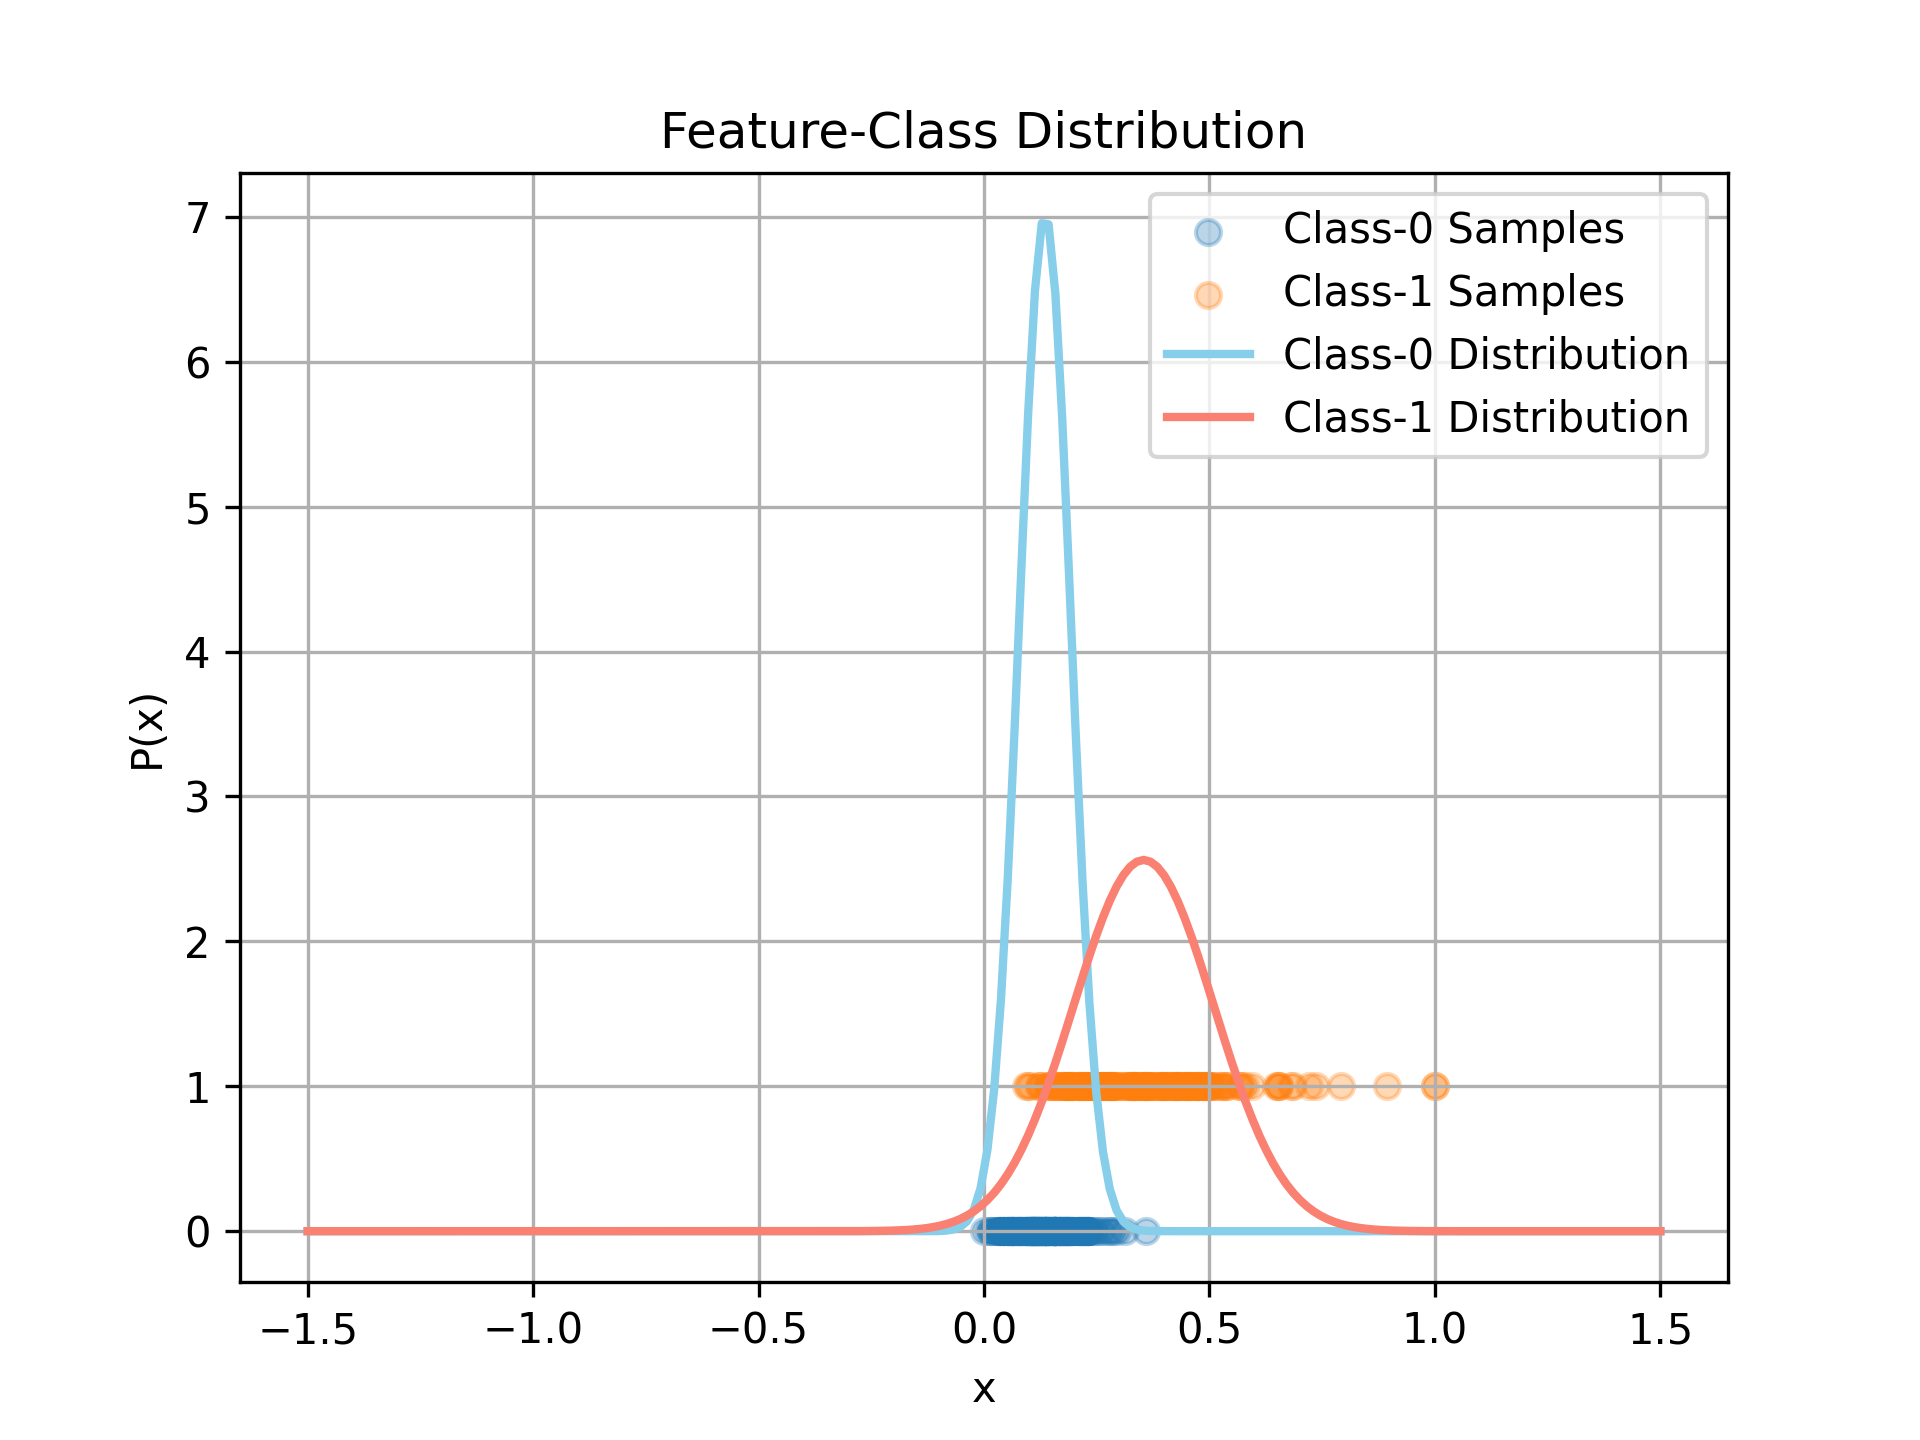 Feature-Class Distribution
Class-0 Samples
Class-1 Samples
Class-0 Distribution
Class-1 Distribution
7
6
5
4
3
2
1
0
P(x)
−1.5 −1.0 −0.5 0.0 0.5 1.0 1.5
x